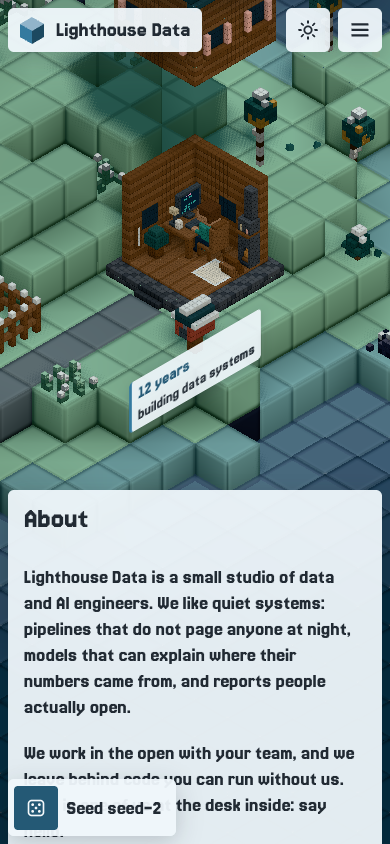 Lighthouse Data
12 years
building data systems
About
Lighthouse Data is a small studio of data
and AI engineers. We like quiet systems:
pipelines that do not page anyone at night,
models that can explain where their
numbers came from, and reports people
actually open.
We work in the open with your team, and we
leave behind code you can run without us.
the desk inside: say
Seed seed-2